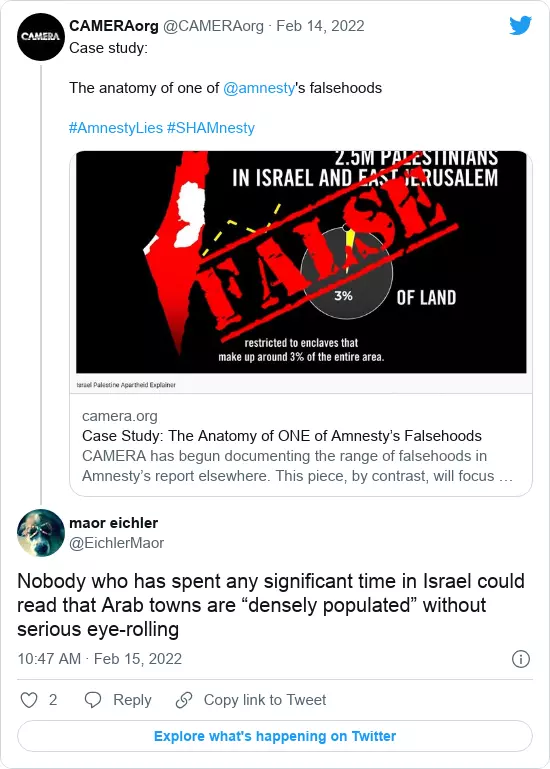 CAMERA
CAMERAorg @CAMERAorg · Feb 14, 2022
Case study:
The anatomy of one of @amnesty's falsehoods
#AmnestyLies #SHAMnesty
2.5M PALESTINIANS
IN ISRAEL AND EAST JERUSALEM
FALSE
3%
OF LAND
restricted to enclaves that
make up around 3% of the entire area.
Israel Palestine Apartheid Explainer
camera.org
Case Study: The Anatomy of ONE of Amnesty’s Falsehoods
CAMERA has begun documenting the range of falsehoods in
Amnesty’s report elsewhere. This piece, by contrast, will focus …
maor eichler
@EichlerMaor
Nobody who has spent any significant time in Israel could
read that Arab towns are “densely populated” without
serious eye-rolling
10:47 AM · Feb 15, 2022
2 Reply Copy link to Tweet
Explore what's happening on Twitter